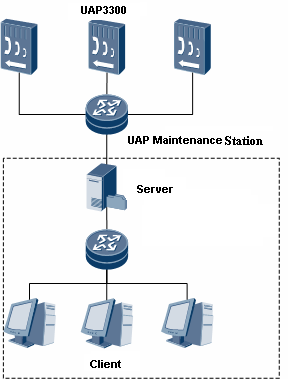 UAP3300
UAP Maintenance Station
Server
Client